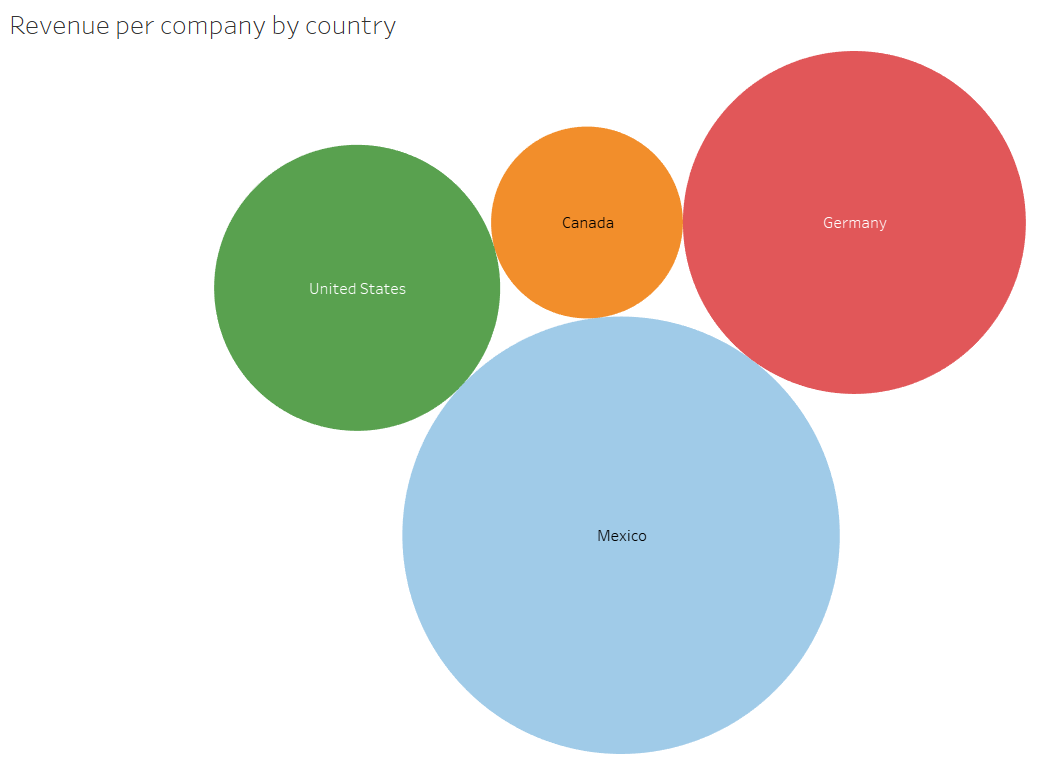 Revenue per company by country
Canada
Germany
United States
Mexico